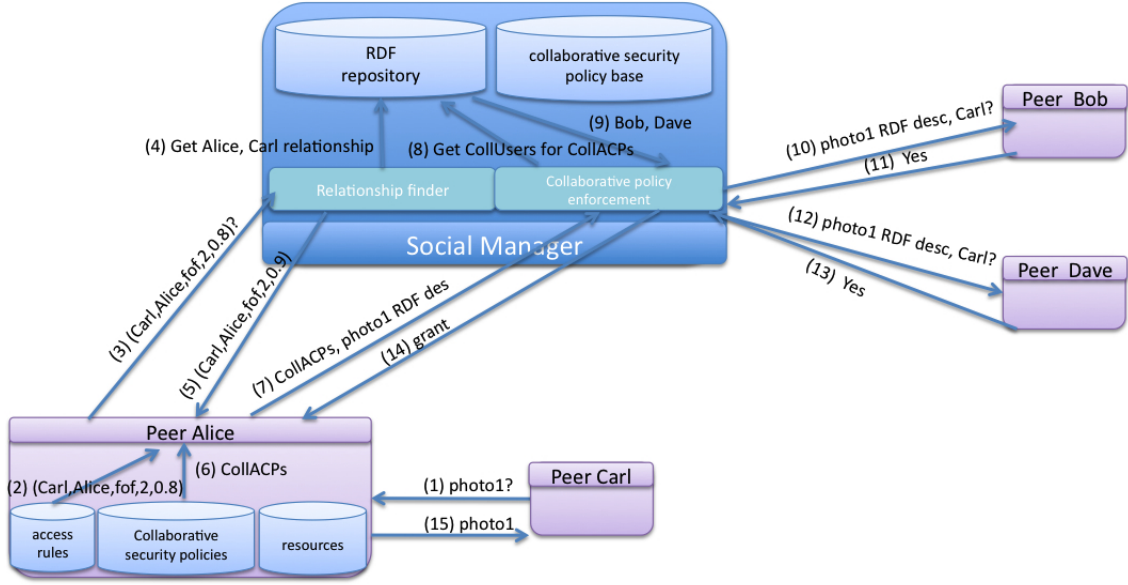 RDF
repository
collaborative security
policy base
(4) Get Alice, Carl relationship
(8) Get CollUsers for CollACPs
(9) Bob, Dave
Relationship finder
Collaborative policy
enforcement
Social Manager
Peer Bob
(10) photo1 RDF desc, Carl?
(11) Yes
(12) photo1 RDF desc, Carl?
(13) Yes
Peer Dave
(3) (Carl,Alice,fof,2,0.8)?
(5) (Carl,Alice,fof,2,0.9)
(7) CollACPs, photo1 RDF des
(14) grant
Peer Alice
(6) CollACPs
(2) (Carl,Alice,fof,2,0.8)
access
rules
Collaborative
security policies
resources
(1) photo1?
(15) photo1
Peer Carl